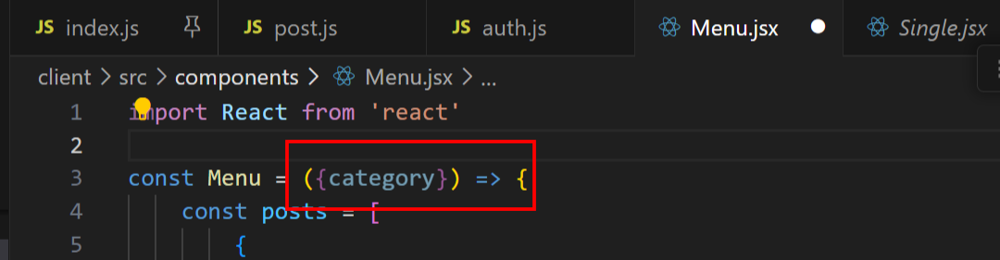 JS index.js JS post.js JS auth.js Menu.jsx Single.jsx
client > src > components > Menu.jsx > ...
1 import React from 'react'
2
3 const Menu = ({category}) => {
4 const posts = [
5 {